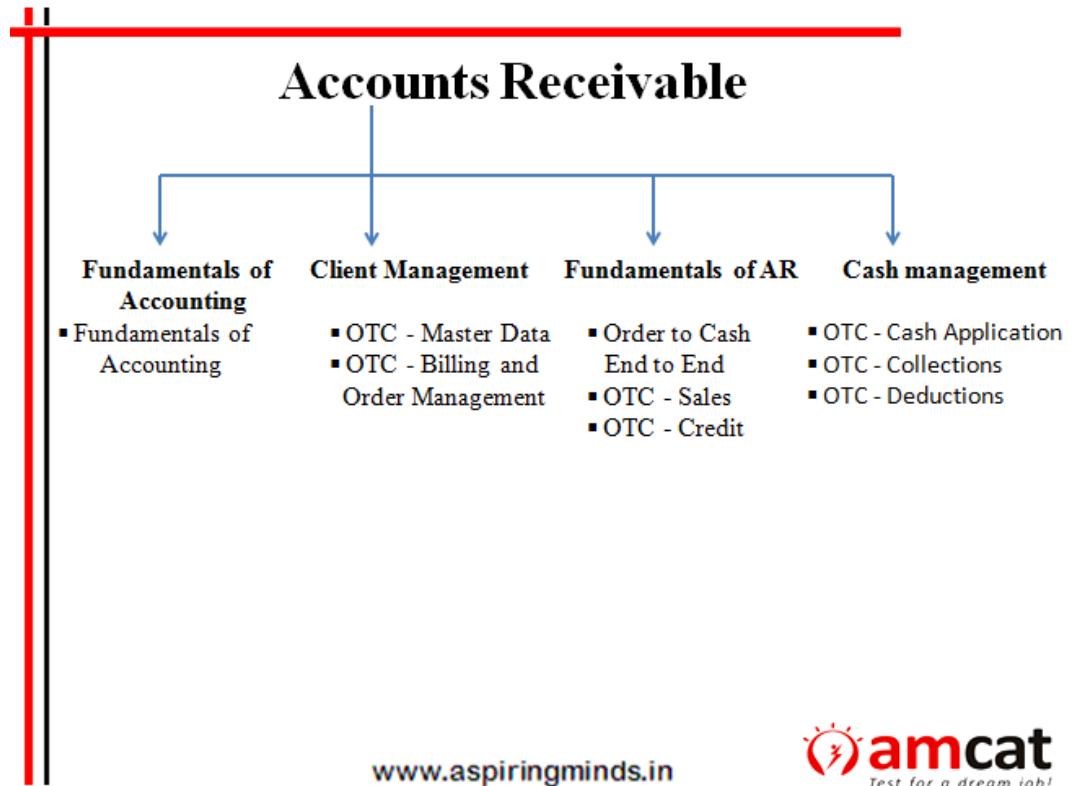 Accounts Receivable
Fundamentals of
Accounting
▪ Fundamentals of
Accounting
Client Management
▪ OTC - Master Data
▪ OTC - Billing and
Order Management
Fundamentals of AR
▪ Order to Cash
End to End
▪ OTC - Sales
▪ OTC - Credit
Cash management
▪ OTC - Cash Application
▪ OTC - Collections
▪ OTC - Deductions
www.aspiringminds.in
amcat
Test for a dream job!